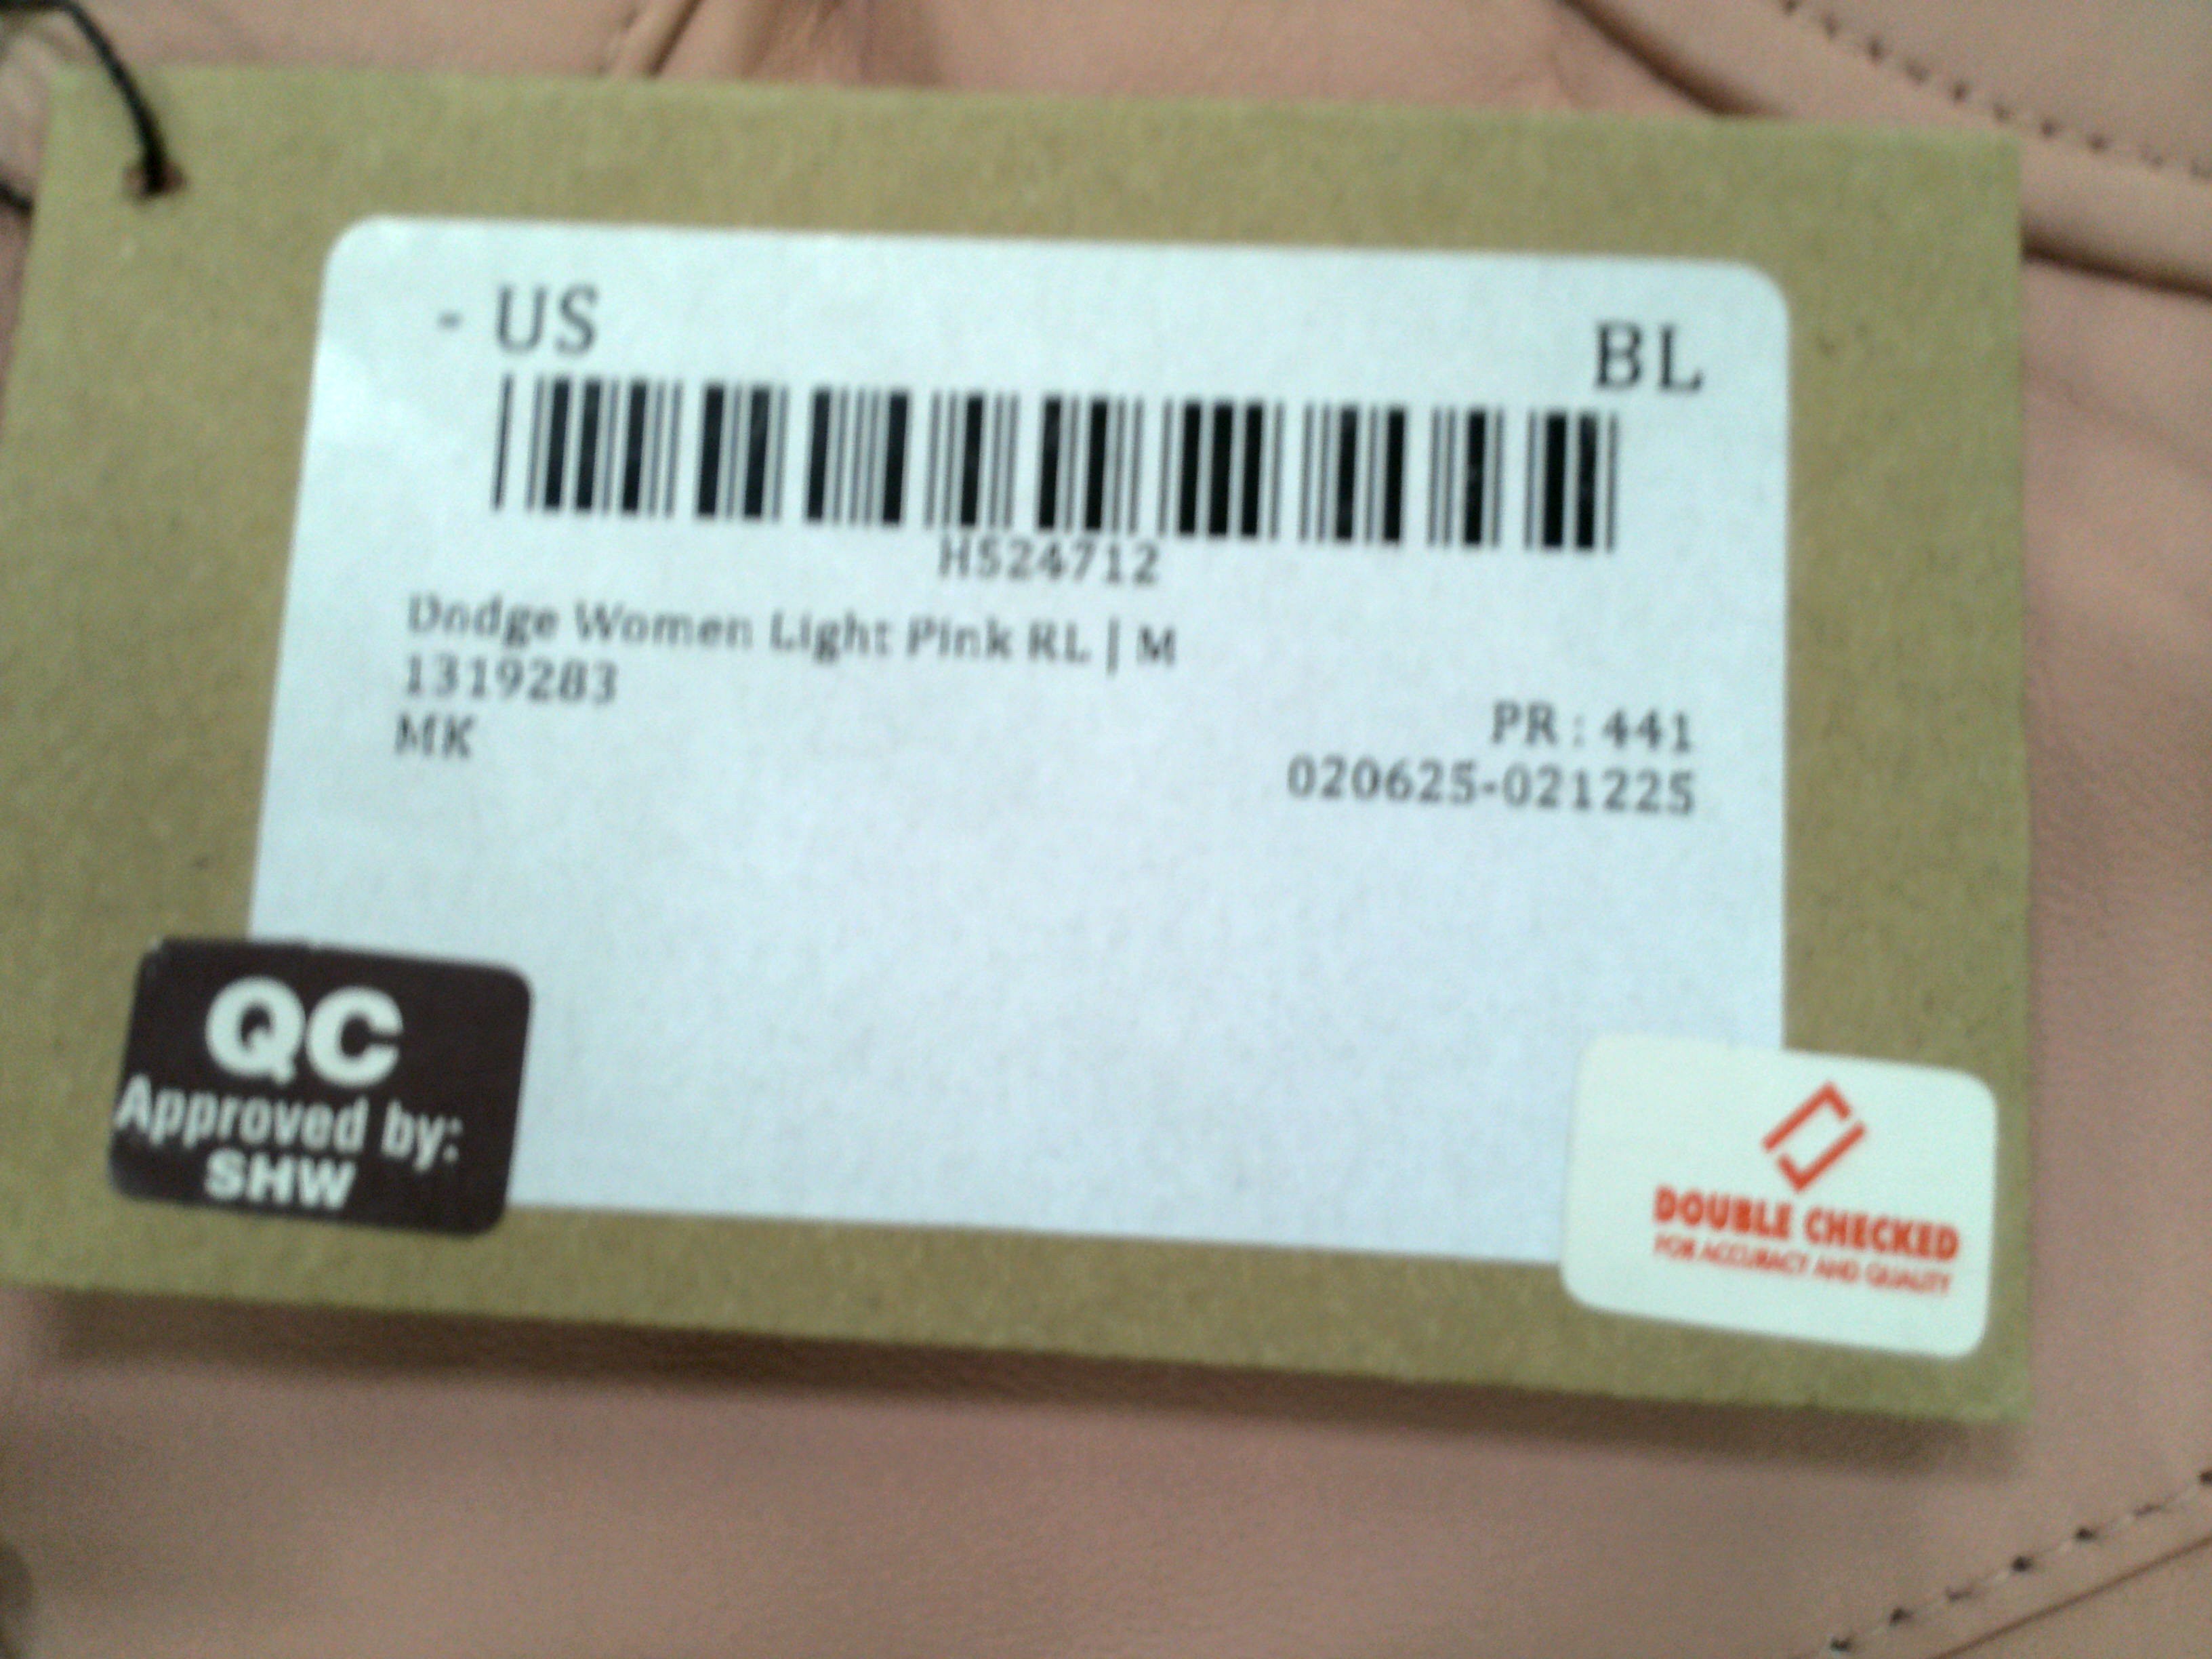 - US BL
H524712
Dodge Women Light Pink RL | M
1319283
PR : 441
MK
020625-021225
QC
Approved by:
SHW
DOUBLE CHECKED
FOR ACCURACY AND QUALITY